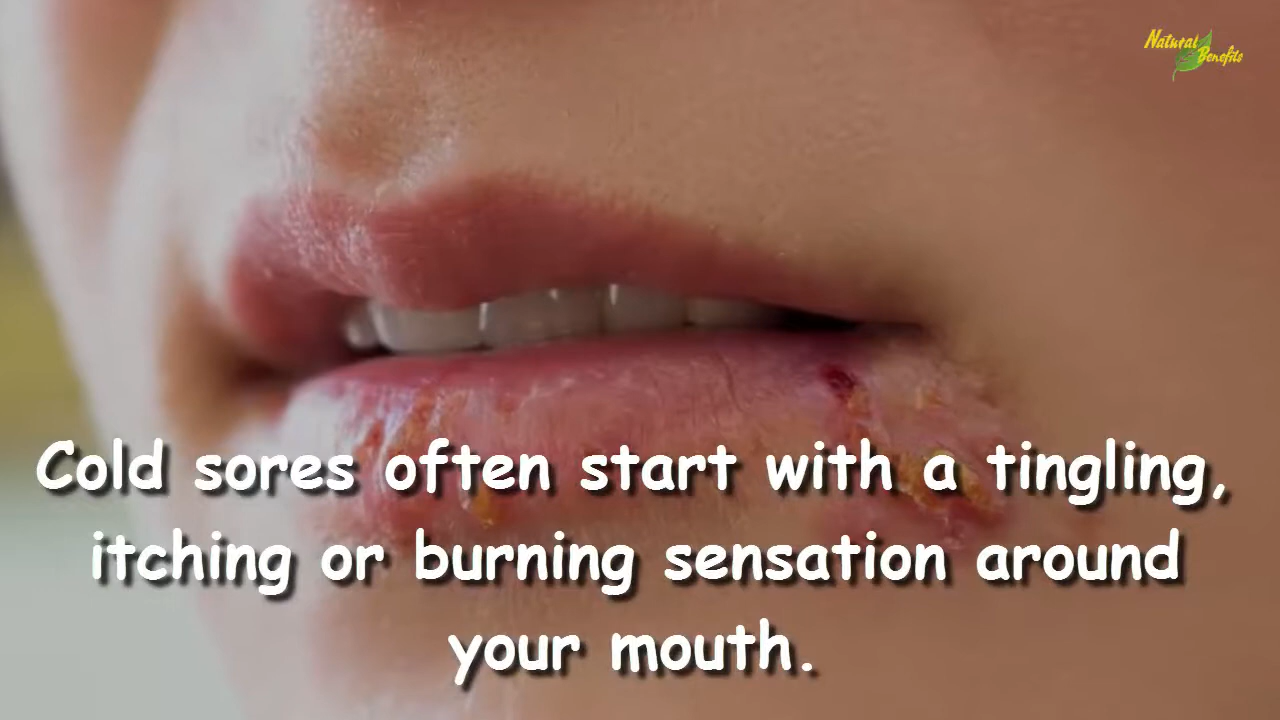 Natural
Benefits
Cold sores often start with a tingling,
itching or burning sensation around
your mouth.